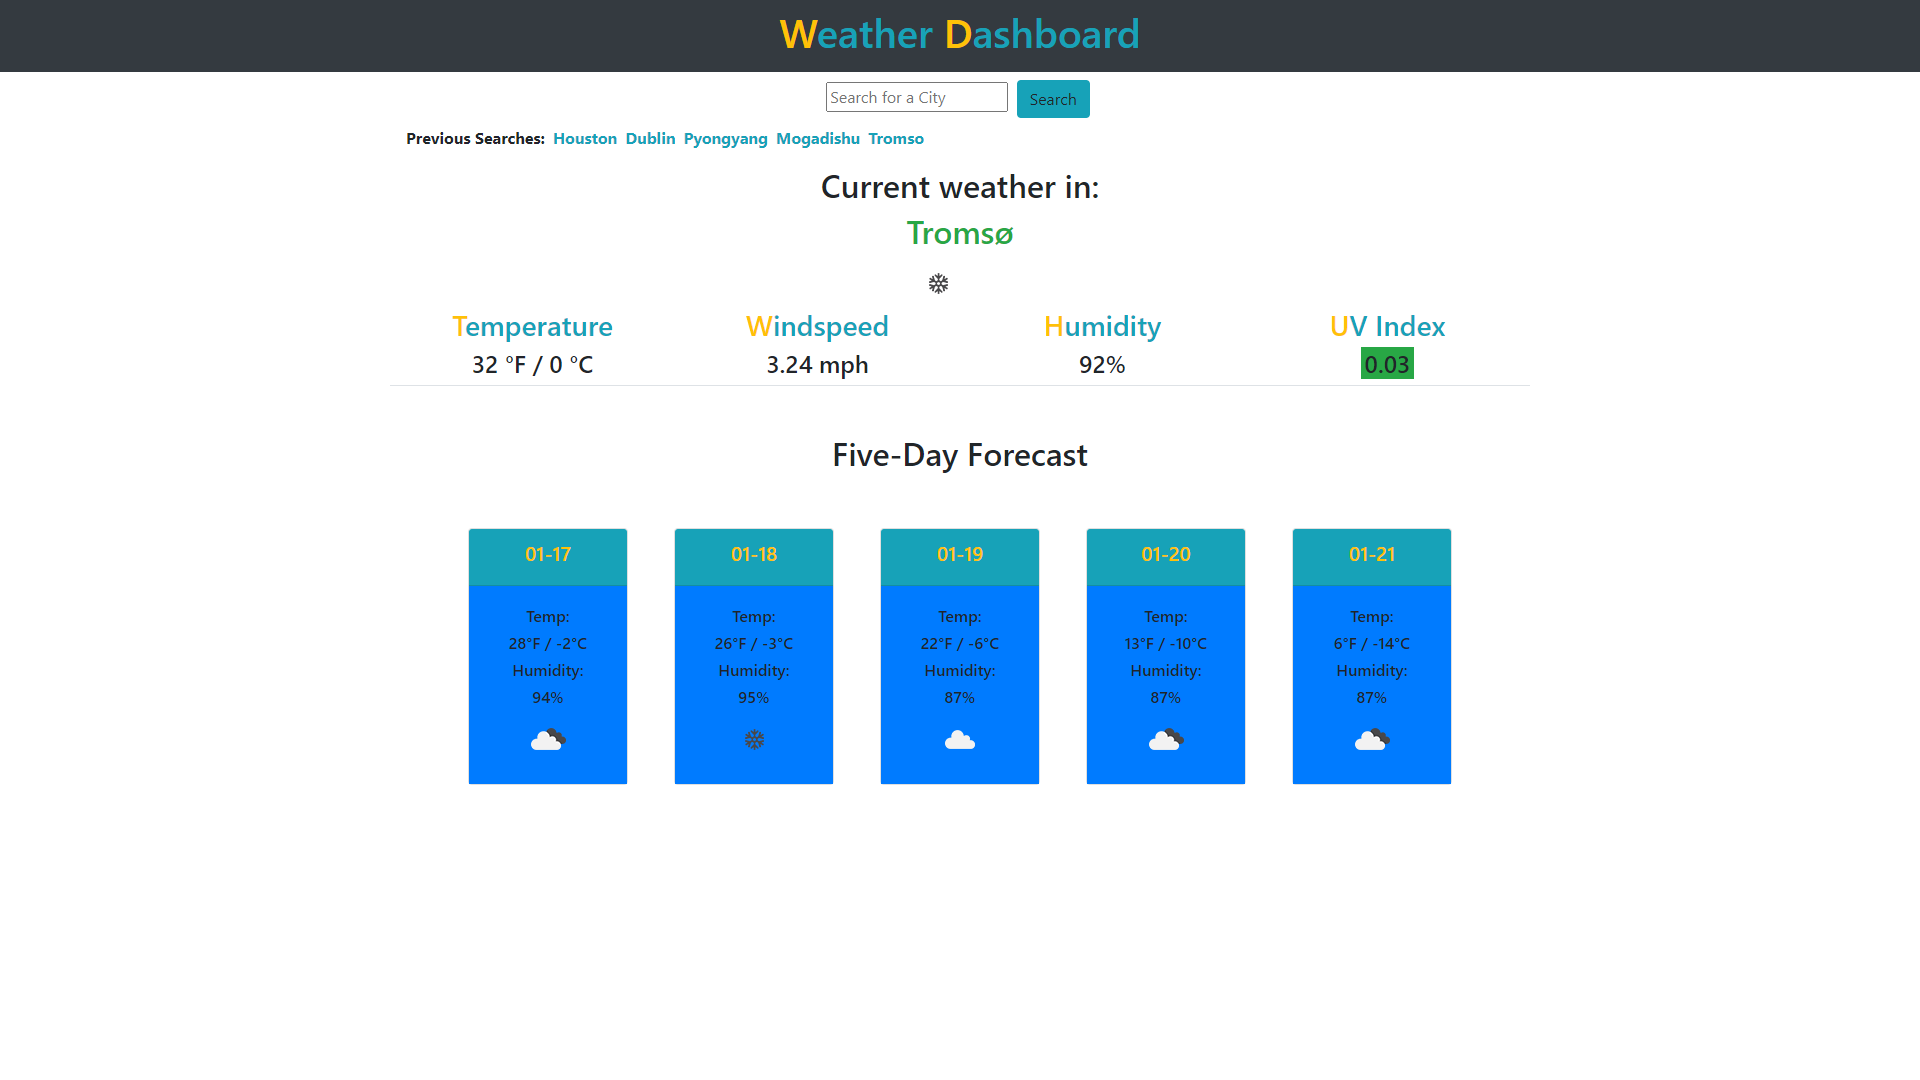 Weather Dashboard
Search for a City
Search
Previous Searches: Houston Dublin Pyongyang Mogadishu Tromso
Current weather in:
Tromsø
Temperature Windspeed Humidity UV Index
32 °F / 0 °C 3.24 mph 92% 0.03
Five-Day Forecast
01-17
Temp:
28°F / -2°C
Humidity:
94%
01-18
Temp:
26°F / -3°C
Humidity:
95%
01-19
Temp:
22°F / -6°C
Humidity:
87%
01-20
Temp:
13°F / -10°C
Humidity:
87%
01-21
Temp:
6°F / -14°C
Humidity:
87%